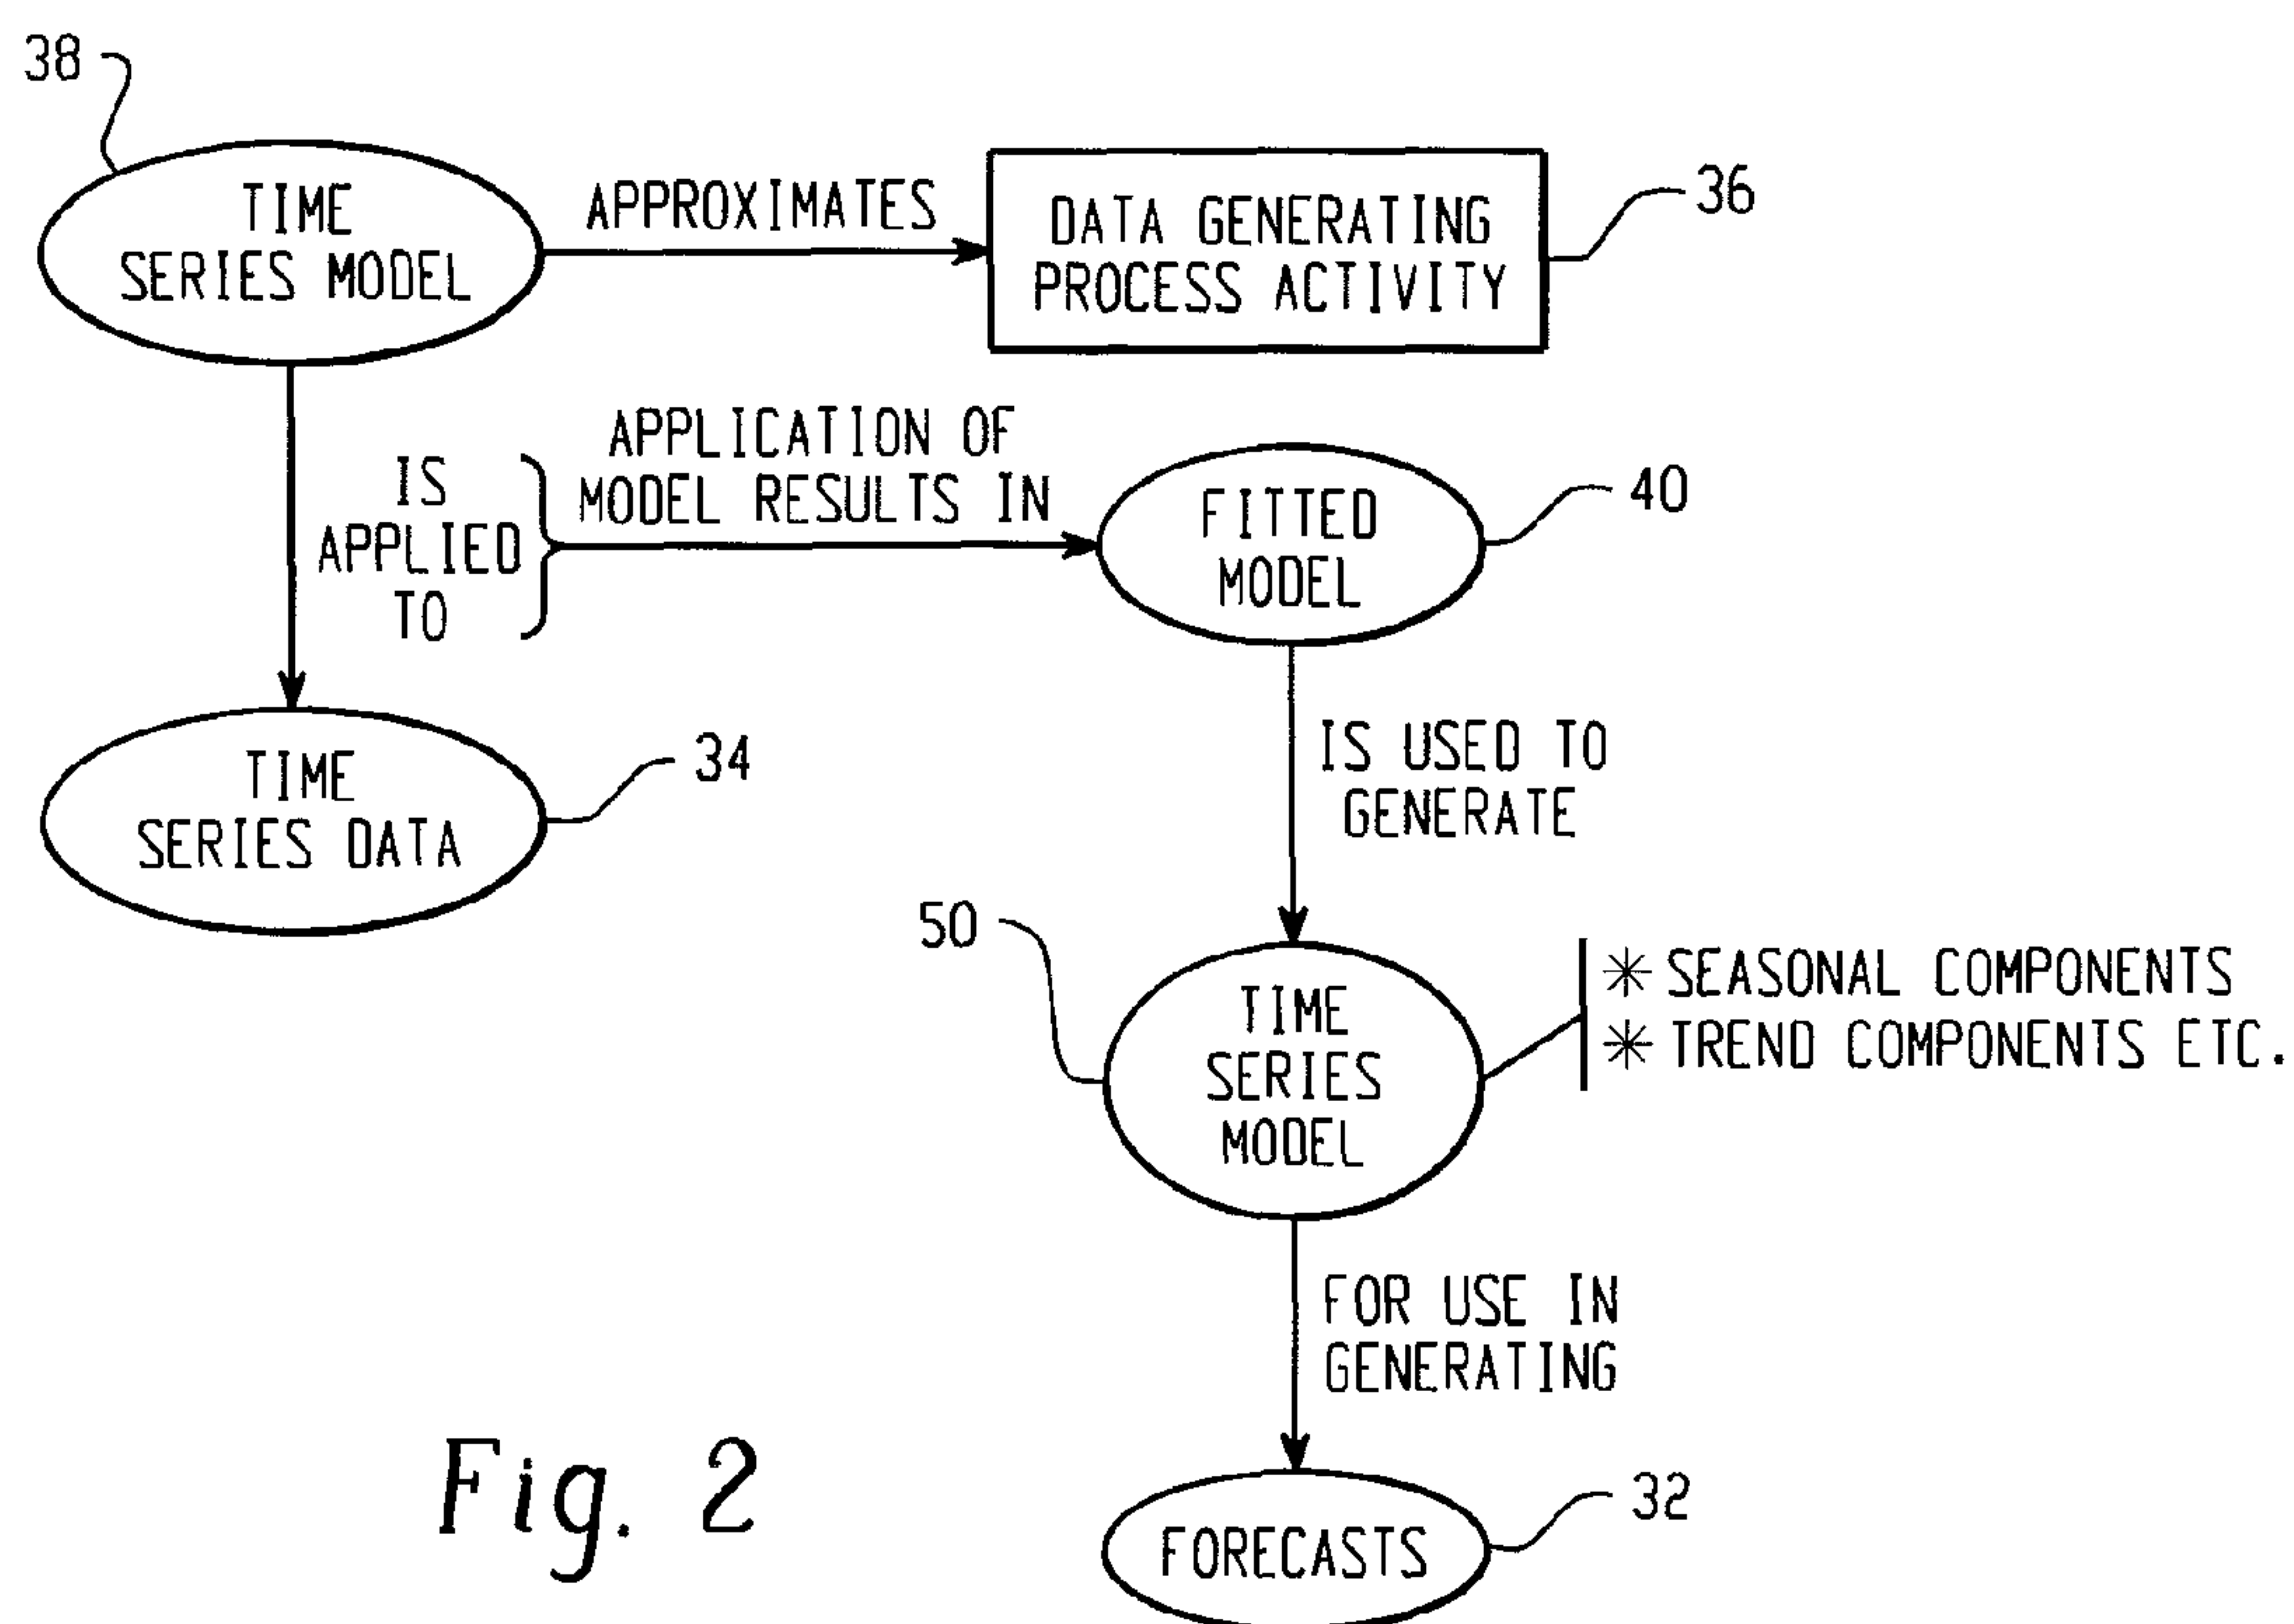 38
TIME
SERIES MODEL
APPROXIMATES
DATA GENERATING
PROCESS ACTIVITY
36
IS
APPLIED
TO
APPLICATION OF
MODEL RESULTS IN
FITTED
MODEL
40
TIME
SERIES DATA
34
IS USED TO
GENERATE
50
TIME
SERIES
MODEL
* SEASONAL COMPONENTS
* TREND COMPONENTS ETC.
FOR USE IN
GENERATING
FORECASTS
32
Fig. 2